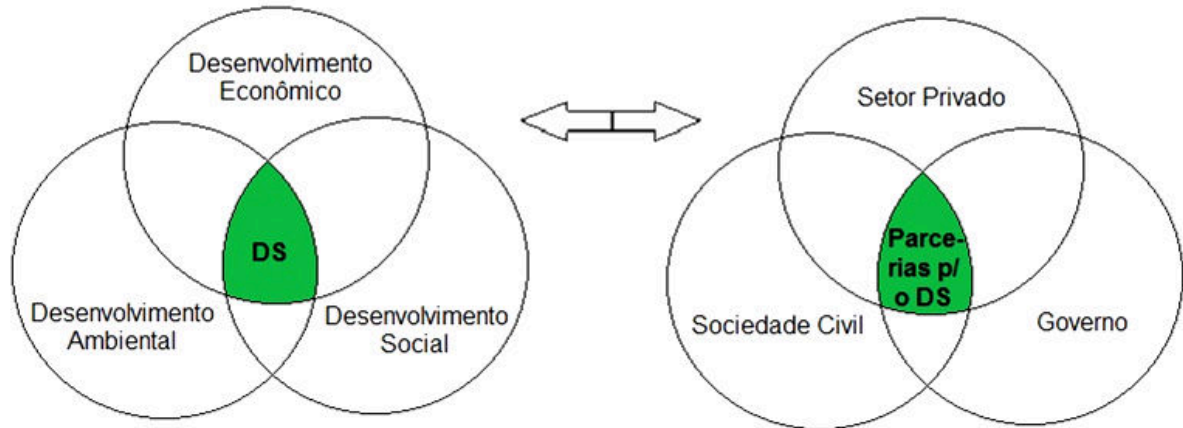 Desenvolvimento
Econômico
DS
Desenvolvimento
Ambiental
Desenvolvimento
Social
Setor Privado
Parce-
rias p/
o DS
Sociedade Civil
Governo